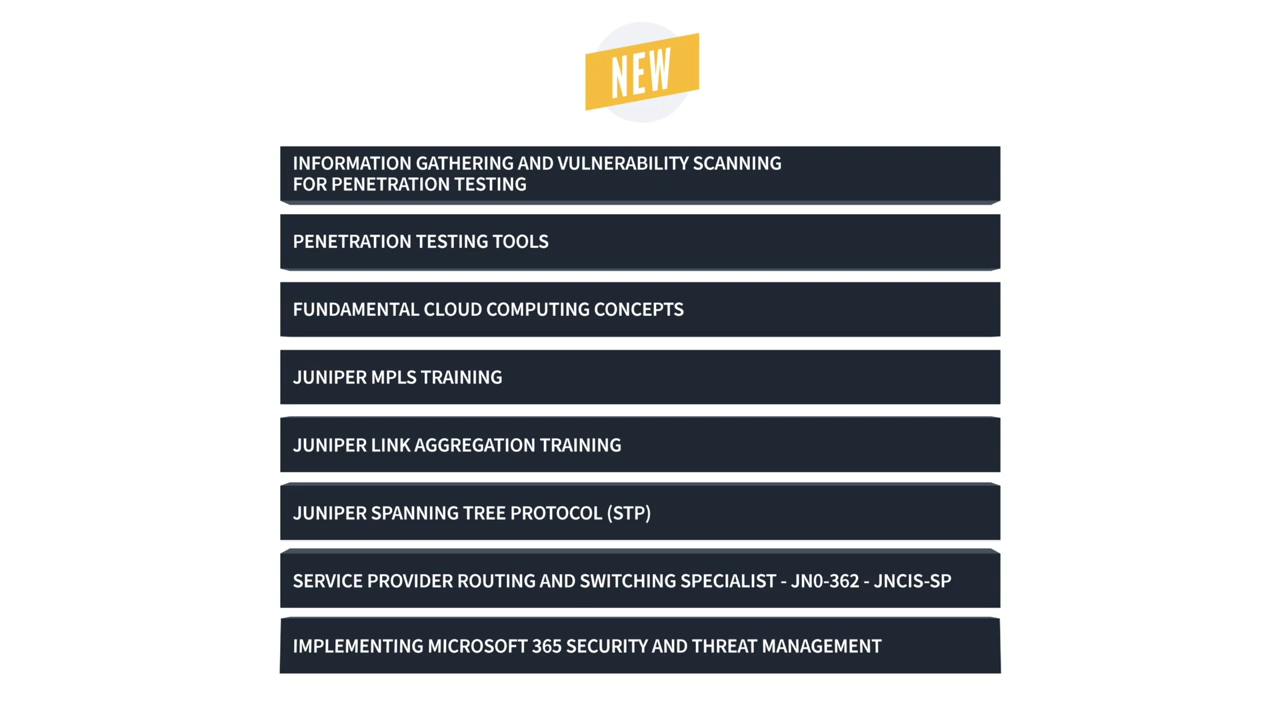 NEW
INFORMATION GATHERING AND VULNERABILITY SCANNING
FOR PENETRATION TESTING
PENETRATION TESTING TOOLS
FUNDAMENTAL CLOUD COMPUTING CONCEPTS
JUNIPER MPLS TRAINING
JUNIPER LINK AGGREGATION TRAINING
JUNIPER SPANNING TREE PROTOCOL (STP)
SERVICE PROVIDER ROUTING AND SWITCHING SPECIALIST - JN0-362 - JNCIS-SP
IMPLEMENTING MICROSOFT 365 SECURITY AND THREAT MANAGEMENT